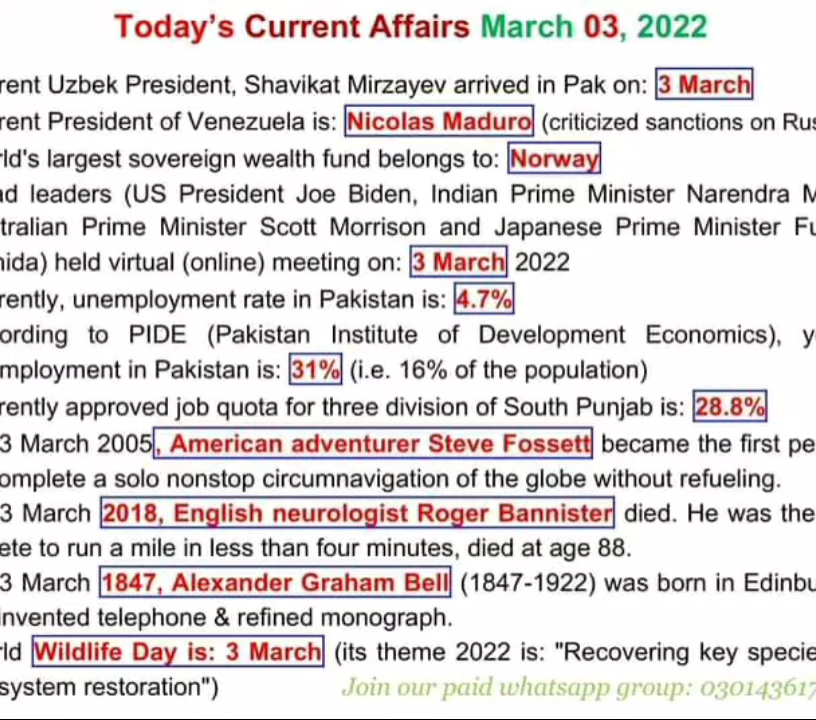 Today's Current Affairs March 03, 2022
rent Uzbek President, Shavikat Mirzayev arrived in Pak on: 3 March
rent President of Venezuela is: Nicolas Maduro (criticized sanctions on Rus
ld's largest sovereign wealth fund belongs to: Norway
ad leaders (US President Joe Biden, Indian Prime Minister Narendra M
tralian Prime Minister Scott Morrison and Japanese Prime Minister Fu
hida) held virtual (online) meeting on: 3 March 2022
rently, unemployment rate in Pakistan is: 4.7%
ording to PIDE (Pakistan Institute of Development Economics), y
mployment in Pakistan is: 31% (i.e. 16% of the population)
rently approved job quota for three division of South Punjab is: 28.8%
3 March 2005, American adventurer Steve Fossett became the first pe
omplete a solo nonstop circumnavigation of the globe without refueling.
3 March 2018, English neurologist Roger Bannister died. He was the
ete to run a mile in less than four minutes, died at age 88.
3 March 1847, Alexander Graham Bell (1847-1922) was born in Edinbu
invented telephone & refined monograph.
rld Wildlife Day is: 3 March (its theme 2022 is: "Recovering key specie
system restoration")
Join our paid whatsapp group: 030143617